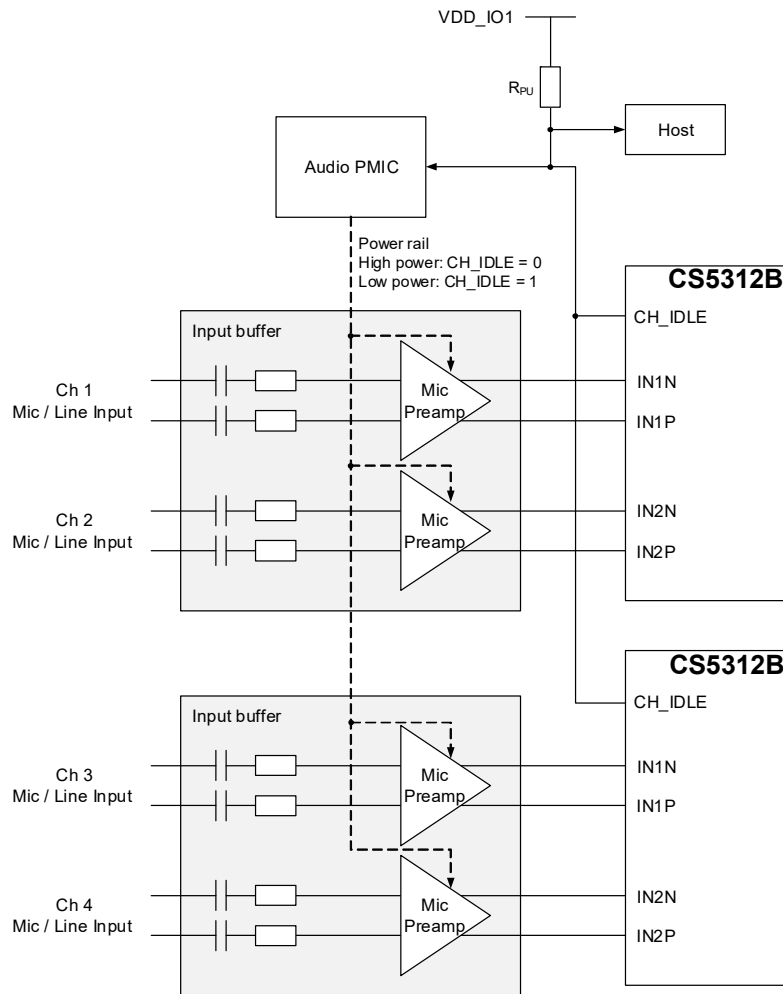 VDD_IO1
RPU
Host
Audio PMIC
Power rail
High power: CH_IDLE = 0
Low power: CH_IDLE = 1
CS5312B
CH_IDLE
Input buffer
Ch 1
Mic / Line Input
Mic
Preamp
IN1N
IN1P
Ch 2
Mic / Line Input
Mic
Preamp
IN2N
IN2P
CS5312B
CH_IDLE
Input buffer
Ch 3
Mic / Line Input
Mic
Preamp
IN1N
IN1P
Ch 4
Mic / Line Input
Mic
Preamp
IN2N
IN2P